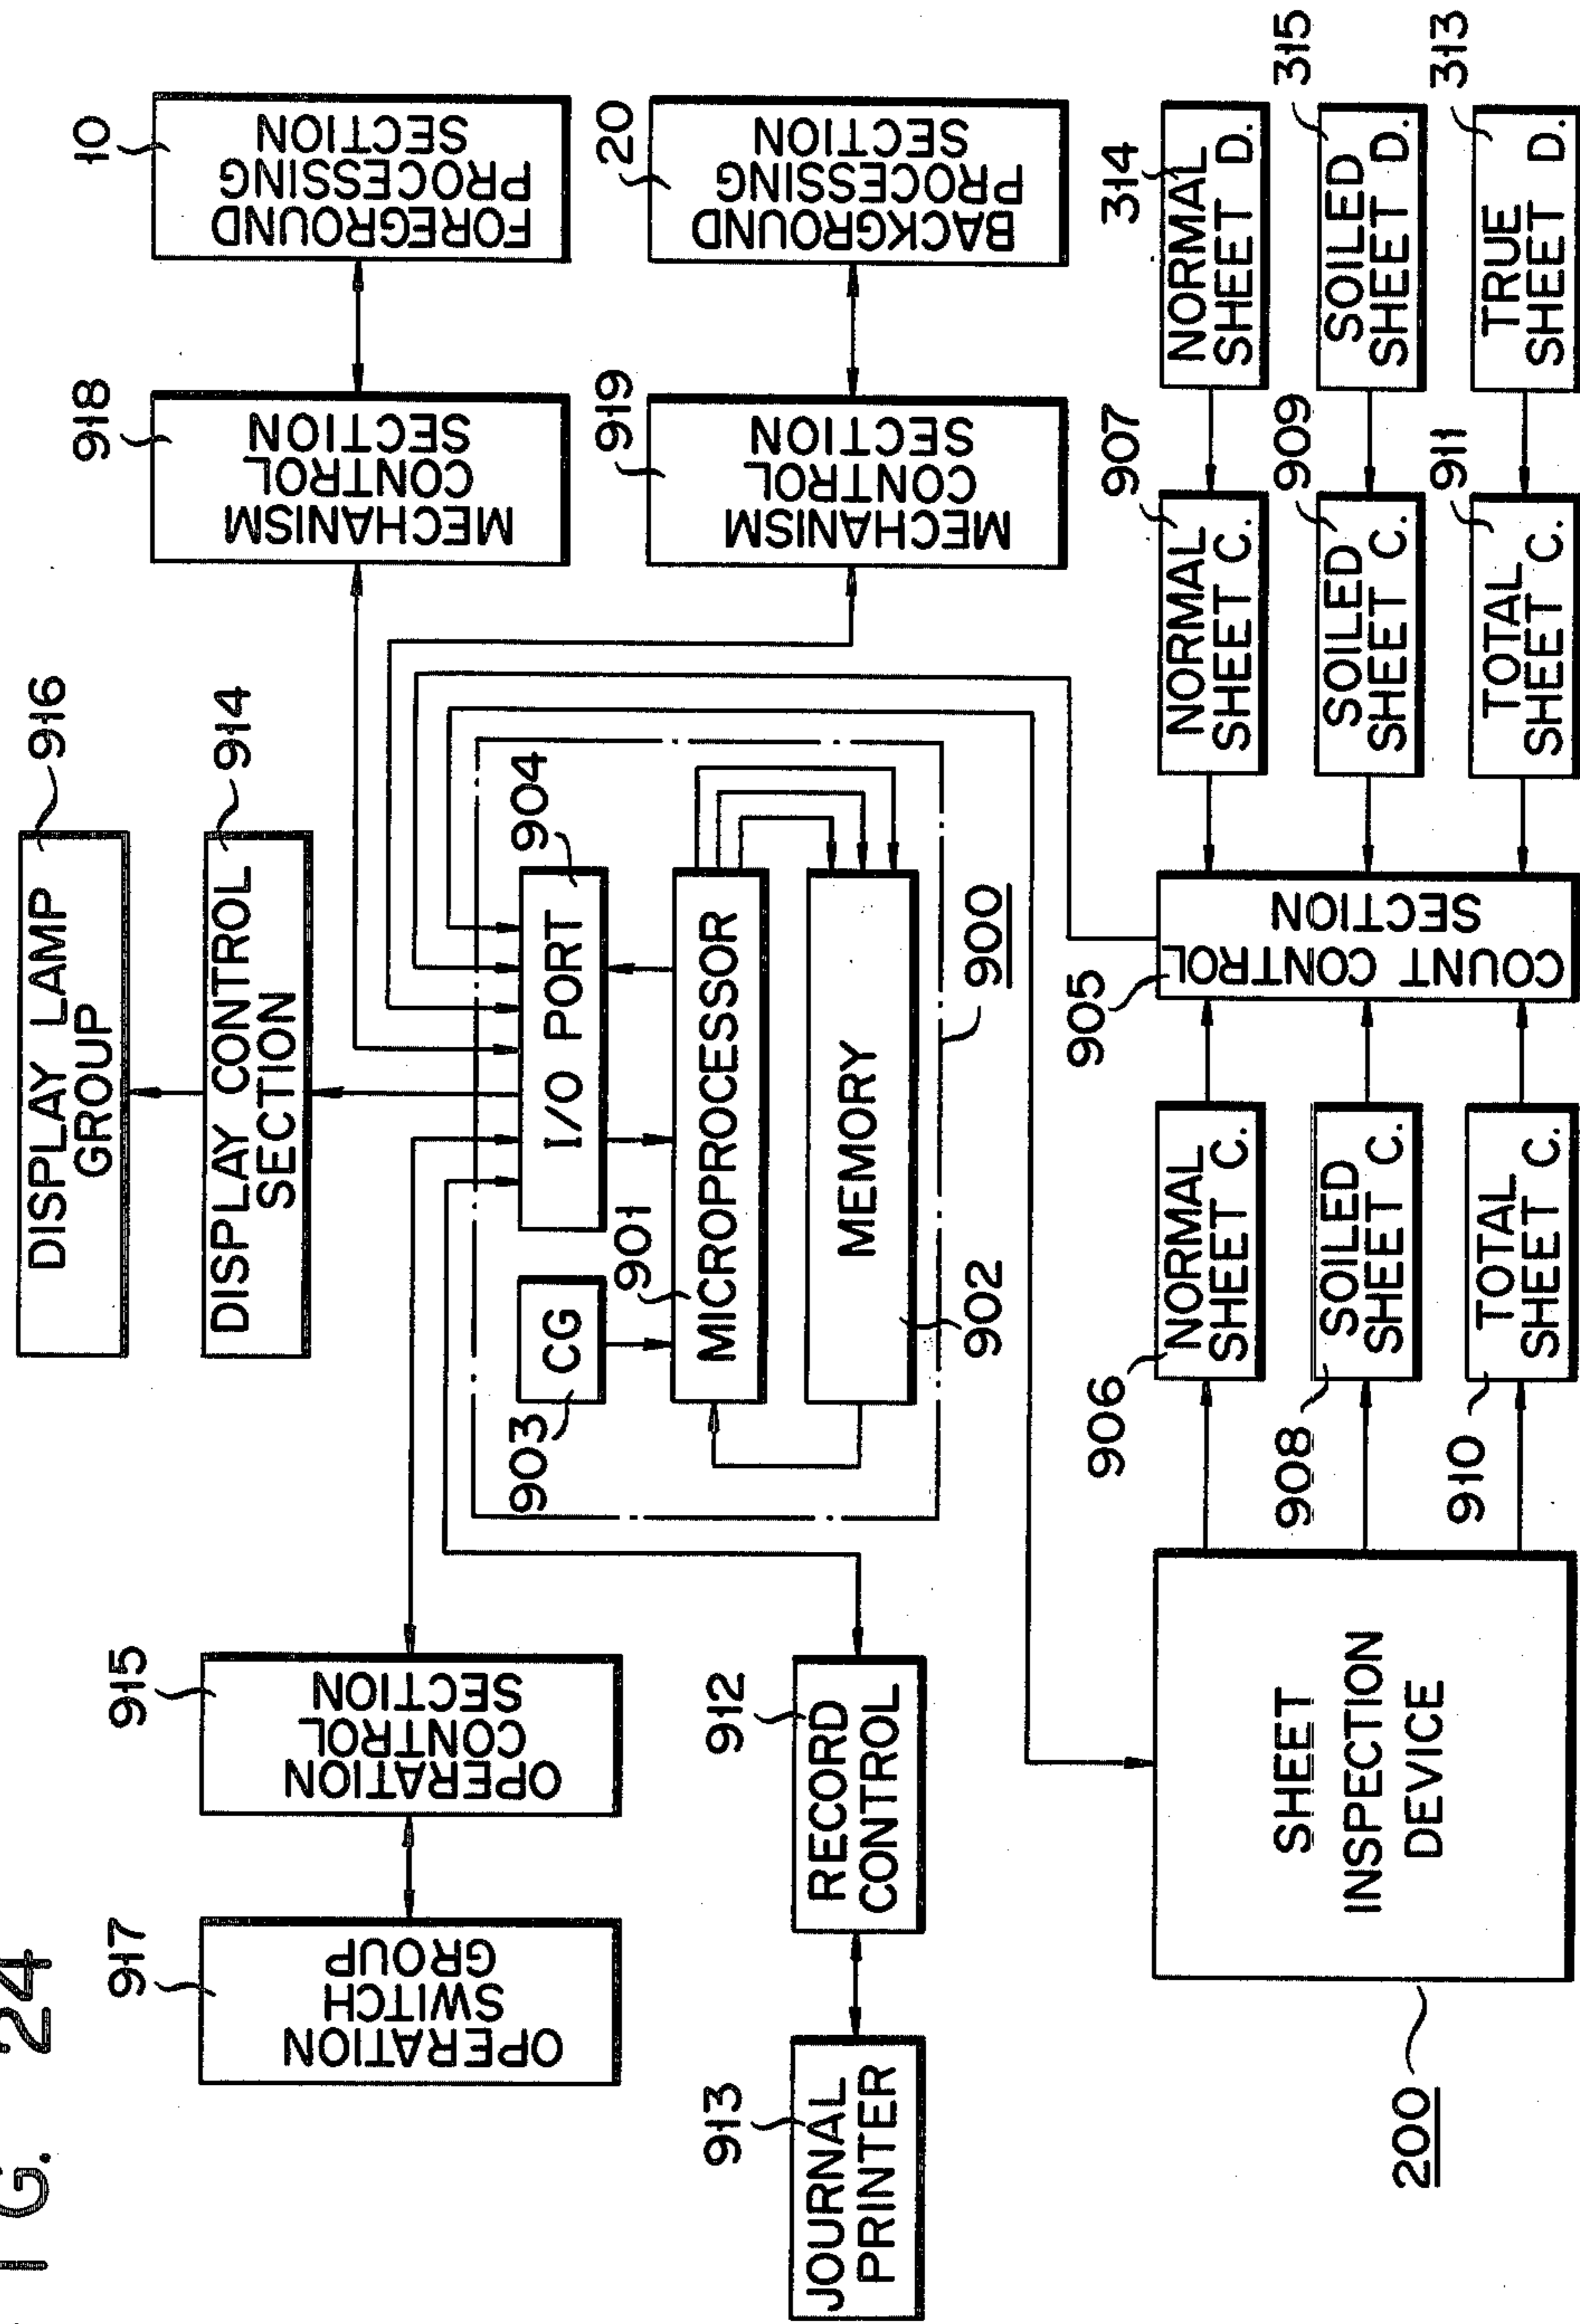 FIG. 24
DISPLAY LAMP
GROUP
916
DISPLAY CONTROL
SECTION
914
917
OPERATION
SWITCH
GROUP
915
OPERATION
CONTROL
SECTION
918
MECHANISM
CONTROL
SECTION
10
FOREGROUND
PROCESSING
SECTION
919
MECHANISM
CONTROL
SECTION
20
BACKGROUND
PROCESSING
SECTION
903
CG
I/O PORT
904
901
MICROPROCESSOR
MEMORY
902
900
913
JOURNAL
PRINTER
912
RECORD
CONTROL
200
SHEET
INSPECTION
DEVICE
906
NORMAL
SHEET C.
908
SOILED
SHEET C.
910
TOTAL
SHEET C.
905
COUNT CONTROL
SECTION
907
NORMAL
SHEET C.
909
SOILED
SHEET C.
911
TOTAL
SHEET C.
314
NORMAL
SHEET D.
315
SOILED
SHEET D.
313
TRUE
SHEET D.